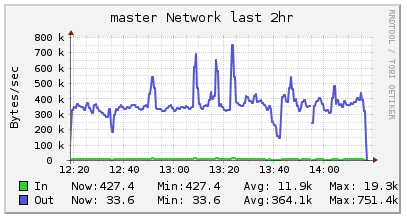 master Network last 2hr
RRDTOOL / TOBI OETIKER
Bytes/sec
800 k
700 k
600 k
500 k
400 k
300 k
200 k
100 k
0
12:20 12:40 13:00 13:20 13:40 14:00
In Now:427.4 Min:427.4 Avg: 11.9k Max: 19.3k
Out Now: 33.6 Min: 33.6 Avg:364.1k Max:751.4k